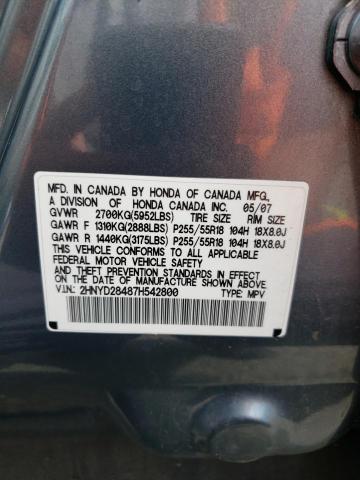 MFD. IN CANADA BY HONDA OF CANADA MFG.,
A DIVISION OF HONDA CANADA INC. 05/07
GVWR 2700KG(5952LBS) TIRE SIZE RIM SIZE
GAWR F 1310KG(2888LBS) P255/55R18 104H 18X8.0J
GAWR R 1440KG(3175LBS) P255/55R18 104H 18X8.0J
THIS VEHICLE CONFORMS TO ALL APPLICABLE
FEDERAL MOTOR VEHICLE SAFETY AND
THEFT PREVENTION STANDARDS IN EFFECT
ON THE DATE OF MANUFACTURE SHOWN ABOVE.
V.I.N: 2HNYD28487H542800 TYPE: MPV